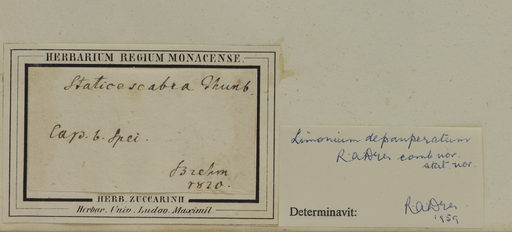 HERBARIUM REGIUM MONACENSE.
Statice scabra Thunb.
Cap. b. Spei.
Brehm
1820.
HERB. ZUCCARINII
Herbar. Univ. Ludov. Maximil.
Limonium depauperatum
R.A.Dyer comb nov.
stat nov.
Determinavit: R.A.Dyer
1959